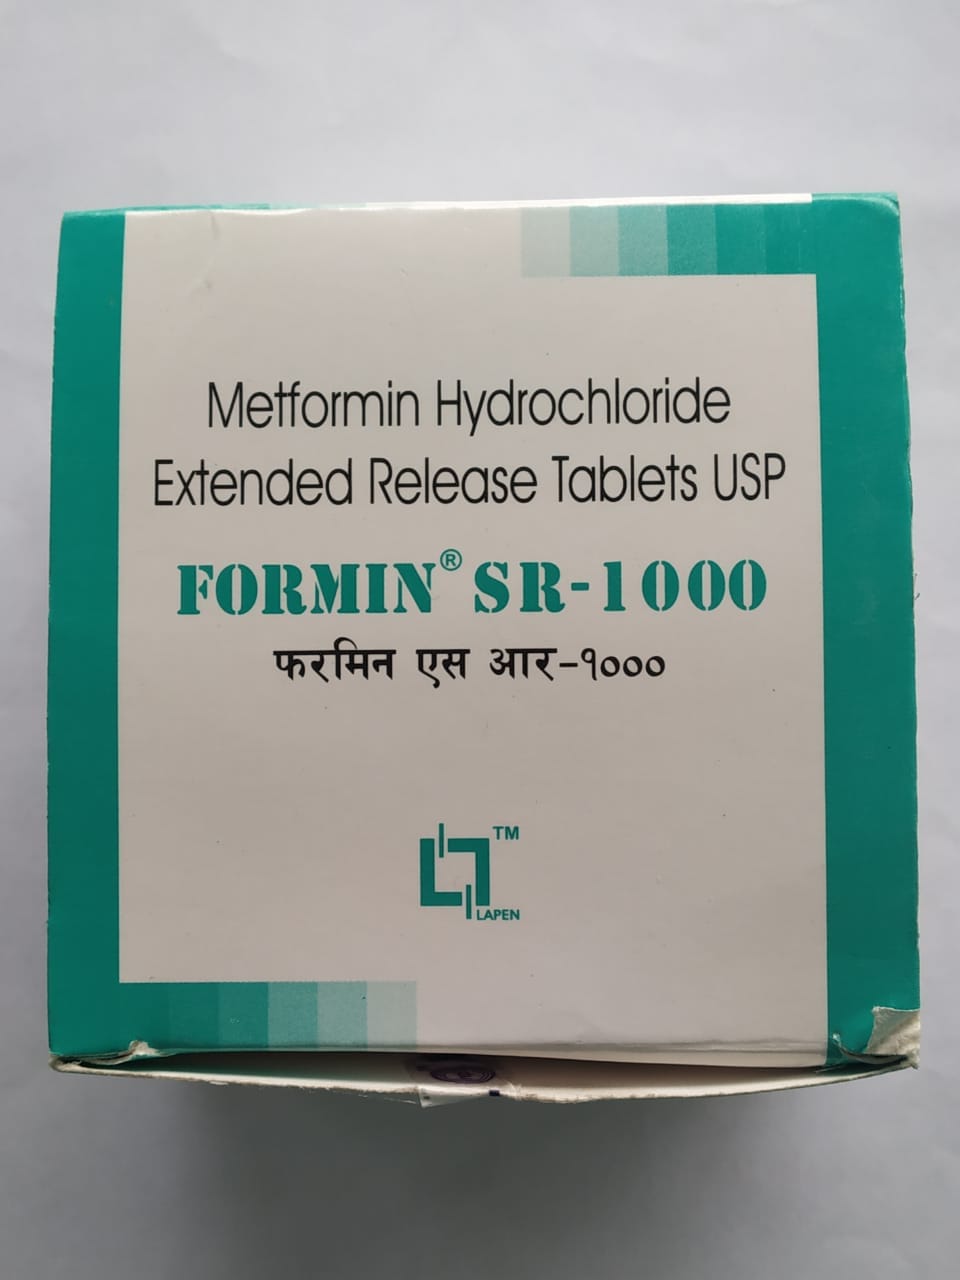 Metformin Hydrochloride
Extended Release Tablets USP
FORMIN® SR-1000
फरमिन एस आर-१०००
TM
LAPEN